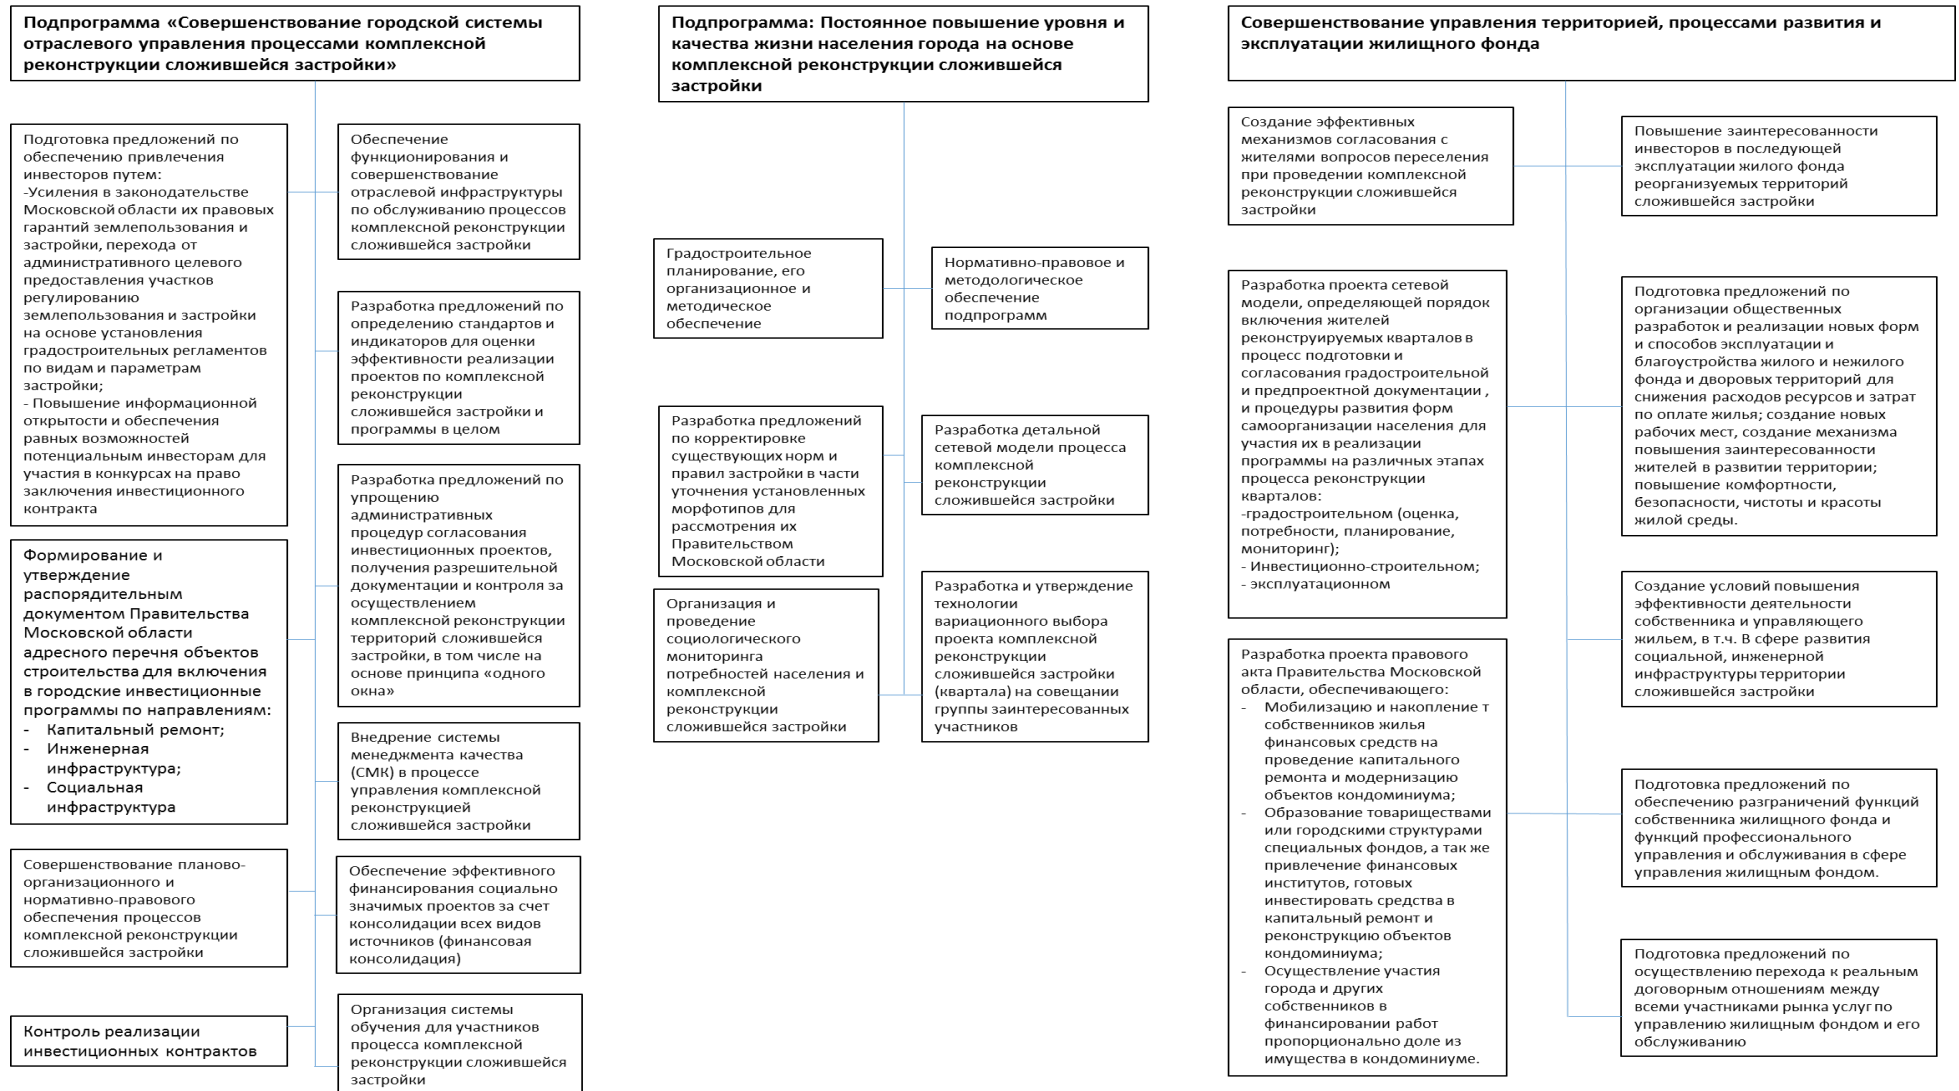 Подпрограмма «Совершенствование городской системы
отраслевого управления процессами комплексной
реконструкции сложившейся застройки»
Подготовка предложений по
обеспечению привлечения
инвесторов путем:
-Усиления в законодательстве
Московской области их правовых
гарантий землепользования и
застройки, перехода от
административного целевого
предоставления участков
регулированию
землепользования и застройки
на основе установления
градостроительных регламентов
по видам и параметрам
застройки;
- Повышение информационной
открытости и обеспечения
равных возможностей
потенциальным инвесторам для
участия в конкурсах на право
заключения инвестиционного
контракта
Формирование и
утверждение
распорядительным
документом Правительства
Московской области
адресного перечня объектов
строительства для включения
в городские инвестиционные
программы по направлениям:
- Капитальный ремонт;
- Инженерная
инфраструктура;
- Социальная
инфраструктура
Совершенствование планово-
организационного и
нормативно-правового
обеспечения процессов
комплексной реконструкции
сложившейся застройки
Контроль реализации
инвестиционных контрактов
Обеспечение
функционирования и
совершенствование
отраслевой инфраструктуры
по обслуживанию процессов
комплексной реконструкции
сложившейся застройки
Разработка предложений по
определению стандартов и
индикаторов для оценки
эффективности реализации
проектов по комплексной
реконструкции
сложившейся застройки и
программы в целом
Разработка предложений по
упрощению
административных
процедур согласования
инвестиционных проектов,
получения разрешительной
документации и контроля за
осуществлением
комплексной реконструкции
территорий сложившейся
застройки, в том числе на
основе принципа «одного
окна»
Внедрение системы
менеджмента качества
(СМК) в процессе
управления комплексной
реконструкцией
сложившейся застройки
Обеспечение эффективного
финансирования социально
значимых проектов за счет
консолидации всех видов
источников (финансовая
консолидация)
Организация системы
обучения для участников
процесса комплексной
реконструкции сложившейся
застройки
Подпрограмма: Постоянное повышение уровня и
качества жизни населения города на основе
комплексной реконструкции сложившейся
застройки
Градостроительное
планирование, его
организационное и
методическое
обеспечение
Нормативно-правовое и
методологическое
обеспечение
подпрограмм
Разработка предложений
по корректировке
существующих норм и
правил застройки в части
уточнения установленных
морфотипов для
рассмотрения их
Правительством
Московской области
Разработка детальной
сетевой модели процесса
комплексной
реконструкции
сложившейся застройки
Организация и
проведение
социологического
мониторинга
потребностей населения и
комплексной
реконструкции
сложившейся застройки
Разработка и утверждение
технологии
вариационного выбора
проекта комплексной
реконструкции
сложившейся застройки
(квартала) на совещании
группы заинтересованных
участников
Совершенствование управления территорией, процессами развития и
эксплуатации жилищного фонда
Создание эффективных
механизмов согласования с
жителями вопросов переселения
при проведении комплексной
реконструкции сложившейся
застройки
Разработка проекта сетевой
модели, определяющей порядок
включения жителей
реконструируемых кварталов в
процесс подготовки и
согласования градостроительной
и предпроектной документации ,
и процедуры развития форм
самоорганизации населения для
участия их в реализации
программы на различных этапах
процесса реконструкции
кварталов:
-градостроительном (оценка,
потребности, планирование,
мониторинг);
- Инвестиционно-строительном;
- эксплуатационном
Разработка проекта правового
акта Правительства Московской
области, обеспечивающего:
- Мобилизацию и накопление т
собственников жилья
финансовых средств на
проведение капитального
ремонта и модернизацию
объектов кондоминиума;
- Образование товариществами
или городскими структурами
специальных фондов, а так же
привлечение финансовых
институтов, готовых
инвестировать средства в
капитальный ремонт и
реконструкцию объектов
кондоминиума;
- Осуществление участия
города и других
собственников в
финансировании работ
пропорционально доле из
имущества в кондоминиуме.
Повышение заинтересованности
инвесторов в последующей
эксплуатации жилого фонда
реорганизуемых территорий
сложившейся застройки
Подготовка предложений по
организации общественных
разработок и реализации новых форм
и способов эксплуатации и
благоустройства жилого и нежилого
фонда и дворовых территорий для
снижения расходов ресурсов и затрат
по оплате жилья; создание новых
рабочих мест, создание механизма
повышения заинтересованности
жителей в развитии территории;
повышение комфортности,
безопасности, чистоты и красоты
жилой среды.
Создание условий повышения
эффективности деятельности
собственника и управляющего
жильем, в т.ч. В сфере развития
социальной, инженерной
инфраструктуры территории
сложившейся застройки
Подготовка предложений по
обеспечению разграничений функций
собственника жилищного фонда и
функций профессионального
управления и обслуживания в сфере
управления жилищным фондом.
Подготовка предложений по
осуществлению перехода к реальным
договорным отношениям между
всеми участниками рынка услуг по
управлению жилищным фондом и его
обслуживанию